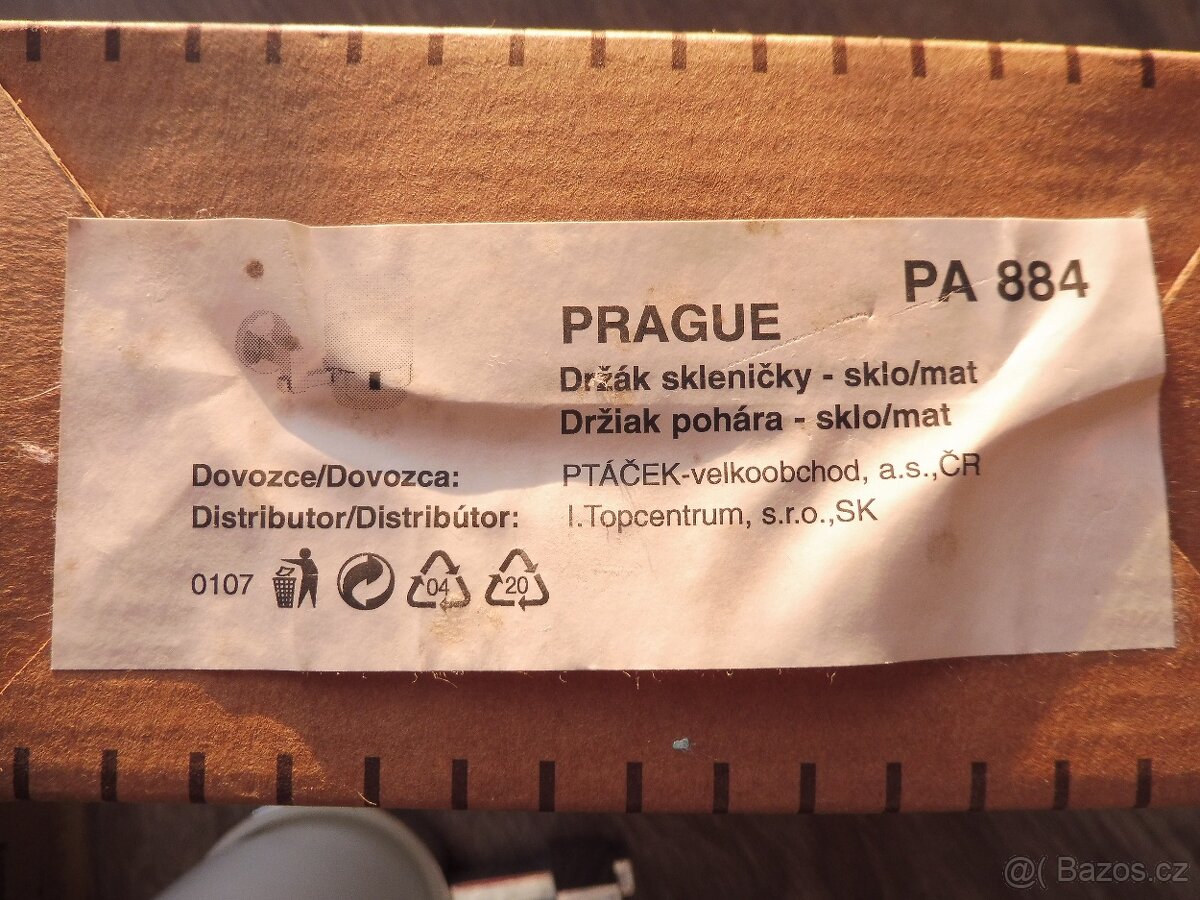 PA 884
PRAGUE
Držák skleničky - sklo/mat
Držiak pohára - sklo/mat
Dovozce/Dovozca: PTÁČEK-velkoobchod, a.s.,ČR
Distributor/Distribútor: I.Topcentrum, s.r.o.,SK
0107 04 20
@( Bazos.cz